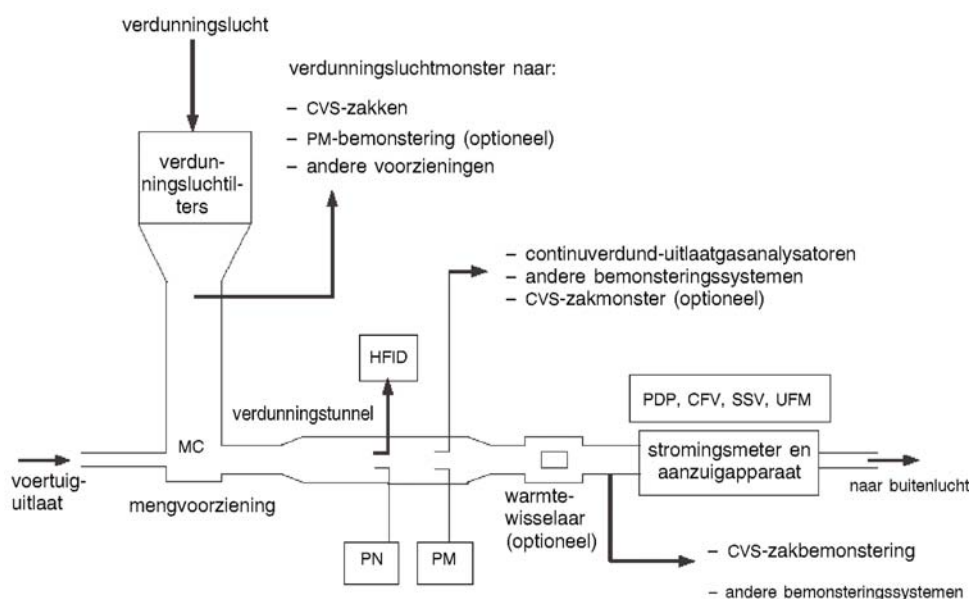 verdunningslucht
verdunningsluchtmonster naar:
– CVS-zakken
– PM-bemonstering (optioneel)
– andere voorzieningen
verdun-
ningsluchtil-
ters
– continuverdund-uitlaatgasanalysatoren
– andere bemonsteringssystemen
– CVS-zakmonster (optioneel)
HFID
verdunningstunnel
PDP, CFV, SSV, UFM
MC
stromingsmeter en
aanzuigapparaat
voertuig-
uitlaat
mengvoorziening
naar buitenlucht
warmte-
wisselaar
(optioneel)
PN
PM
– CVS-zakbemonstering
– andere bemonsteringssystemen